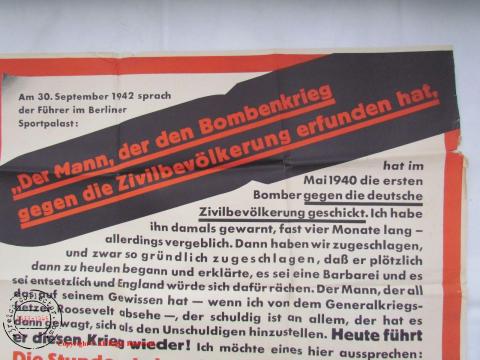 Am 30. September 1942 sprach
der Führer im Berliner
Sportpalast:
„Der Mann, der den Bombenkrieg
gegen die Zivilbevölkerung erfunden hat,
hat im
Mai 1940 die ersten
Bomber gegen die deutsche
Zivilbevölkerung geschickt. Ich habe
ihn damals gewarnt, fast vier Monate lang –
allerdings vergeblich. Dann haben wir zugeschlagen,
und zwar so gründlich zugeschlagen, daß er plötzlich
dann zu heulen begann und erklärte, es sei eine Barbarei und es
sei entsetzlich und England würde sich dafür rächen. Der Mann, der all
das auf seinem Gewissen hat – wenn ich von dem Generalkriegs-
hetzer Roosevelt absehe –, der schuldig ist an allem, der hat es
dann gewagt, sich als den Unschuldigen hinzustellen. Heute führt
er diesen Krieg wieder! Ich möchte eines hier aussprechen:
Die Stunde